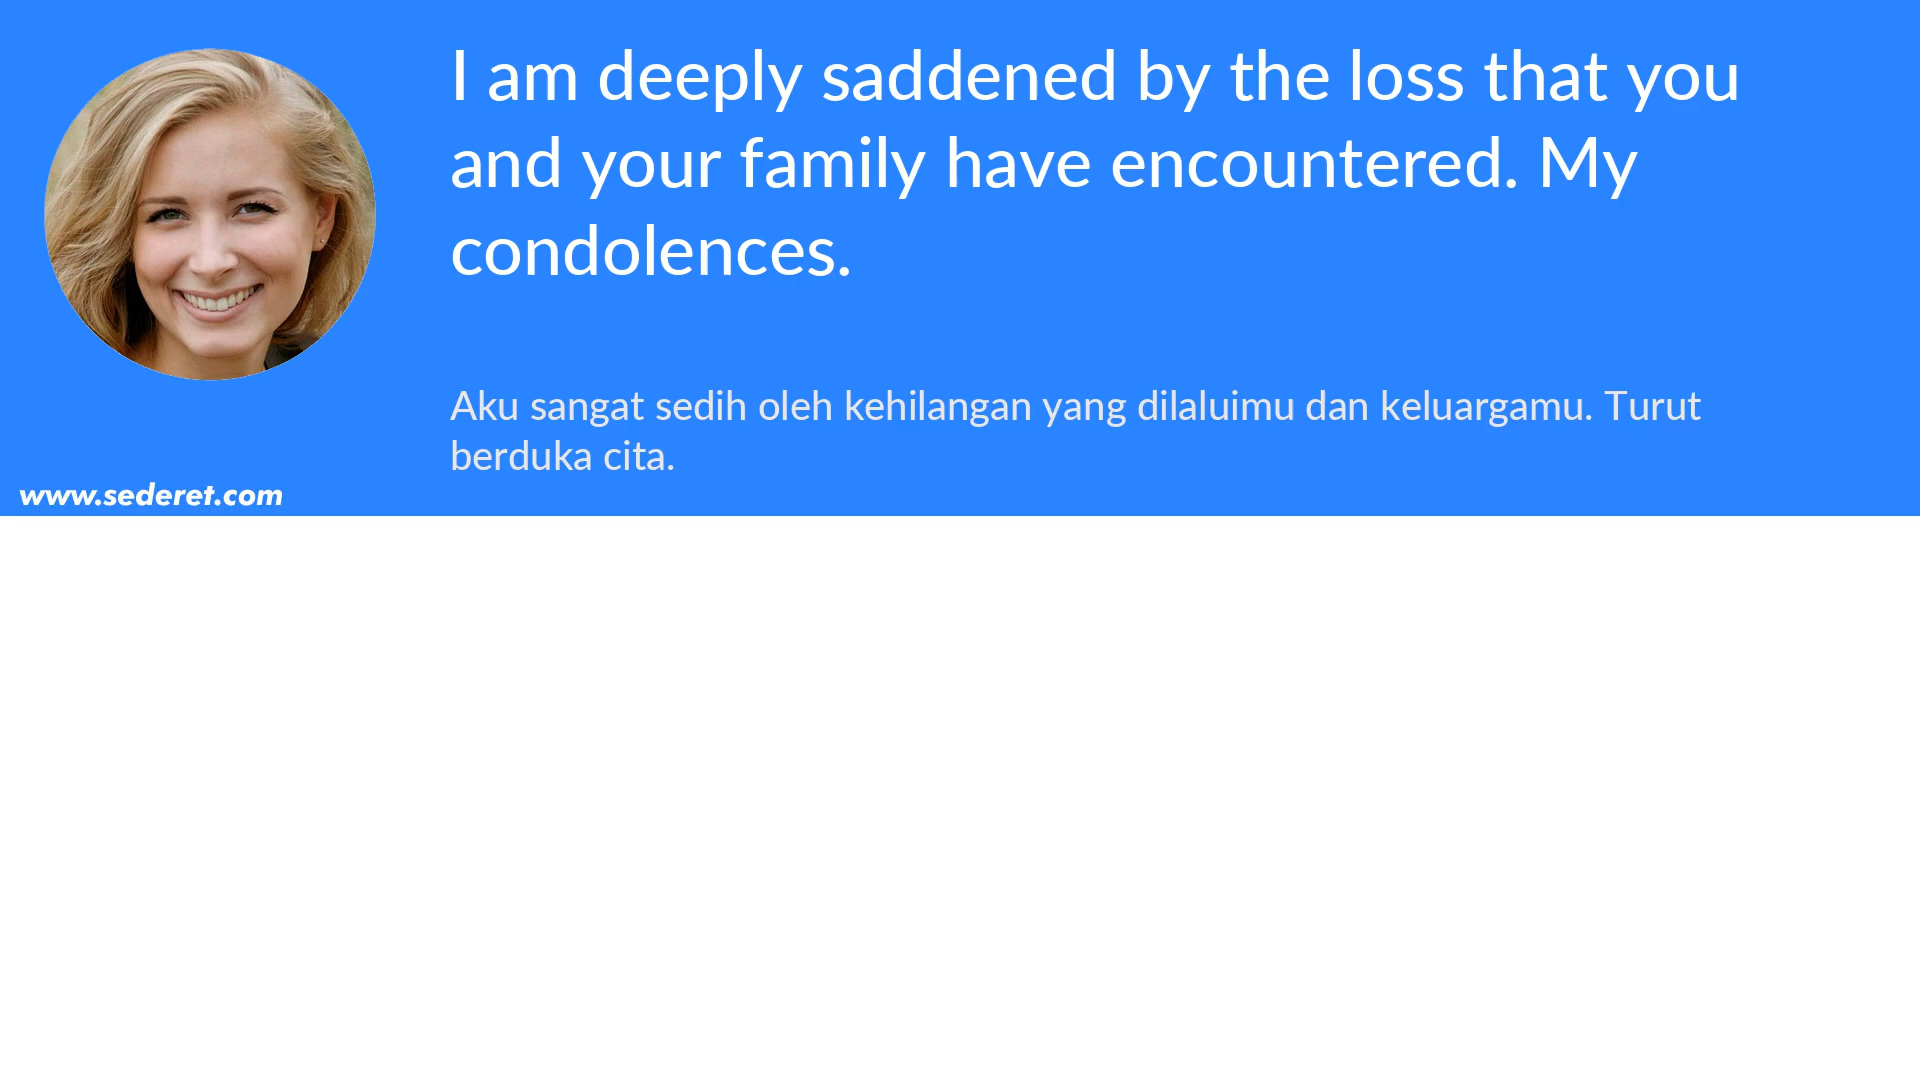 I am deeply saddened by the loss that you
and your family have encountered. My
condolences.
Aku sangat sedih oleh kehilangan yang dilaluimu dan keluargamu. Turut
berduka cita.
www.sederet.com